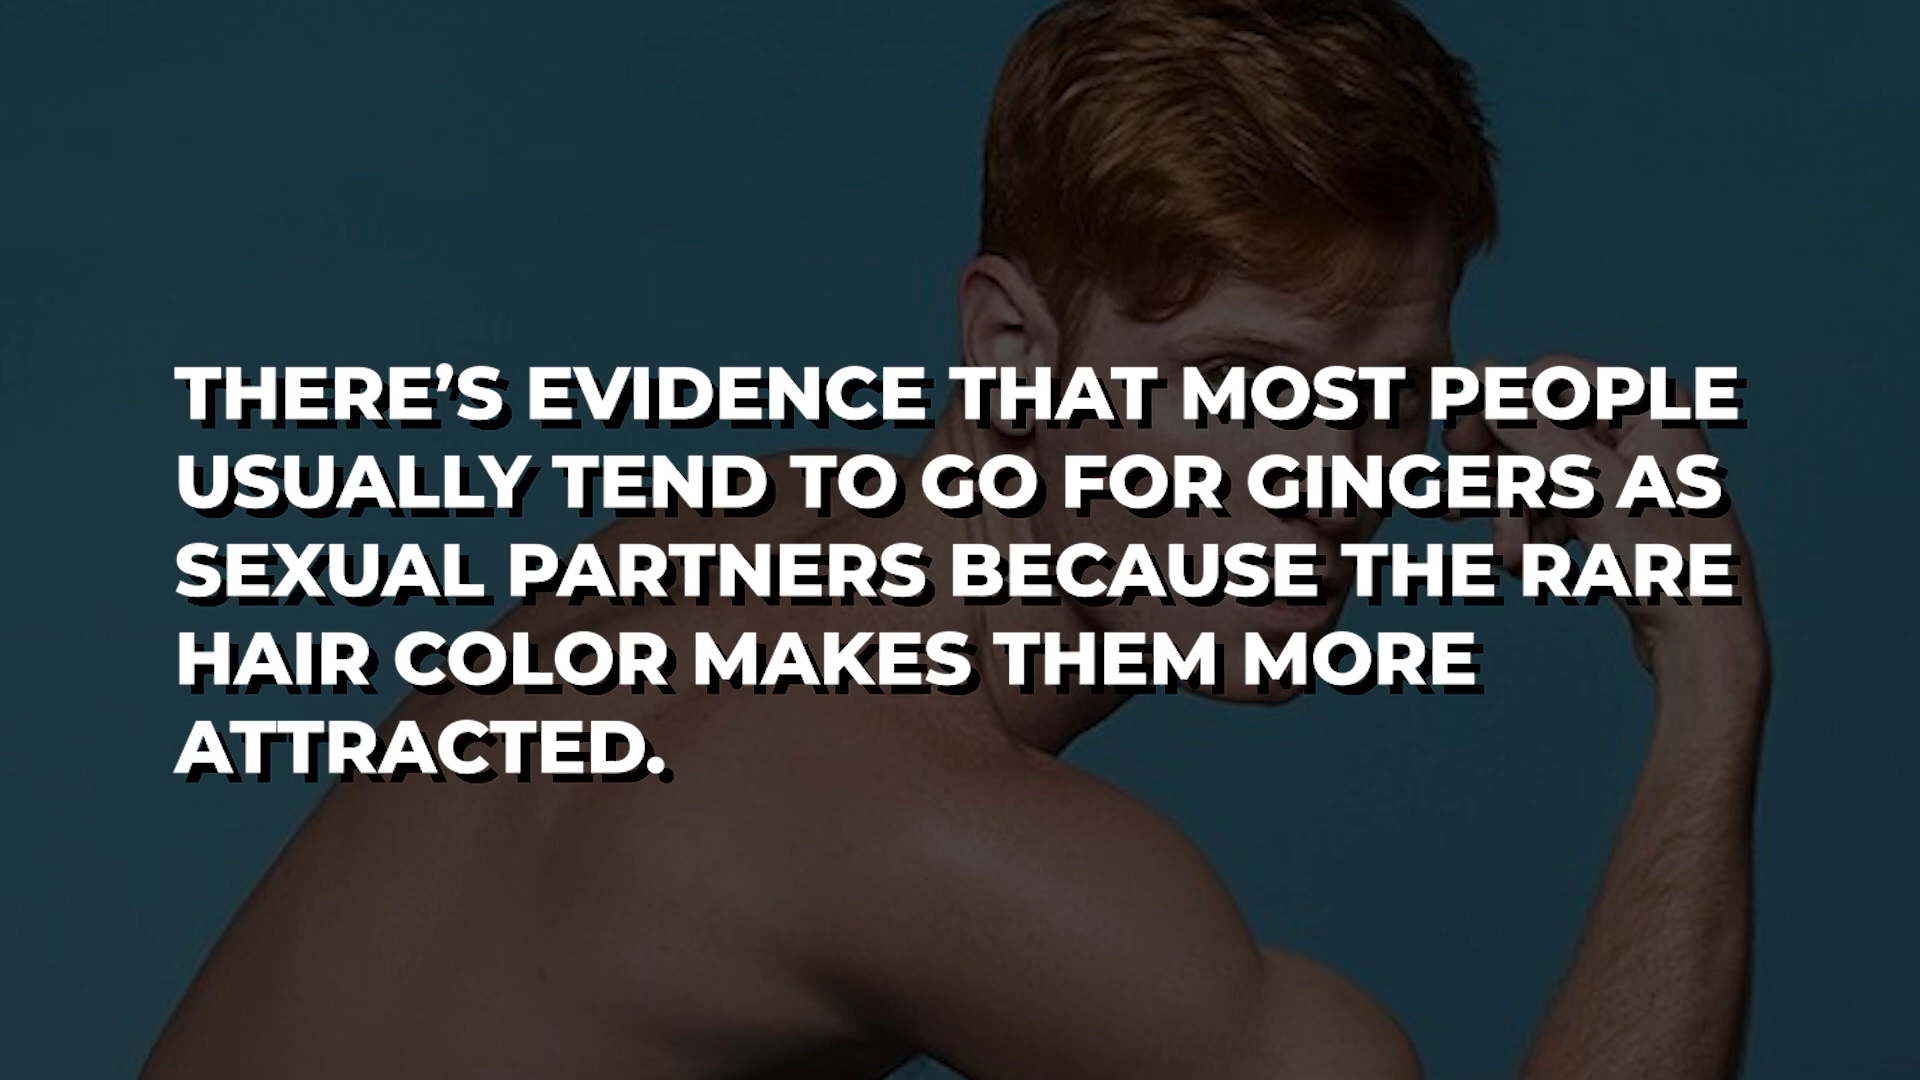 THERE’S EVIDENCE THAT MOST PEOPLE
USUALLY TEND TO GO FOR GINGERS AS
SEXUAL PARTNERS BECAUSE THE RARE
HAIR COLOR MAKES THEM MORE
ATTRACTED.